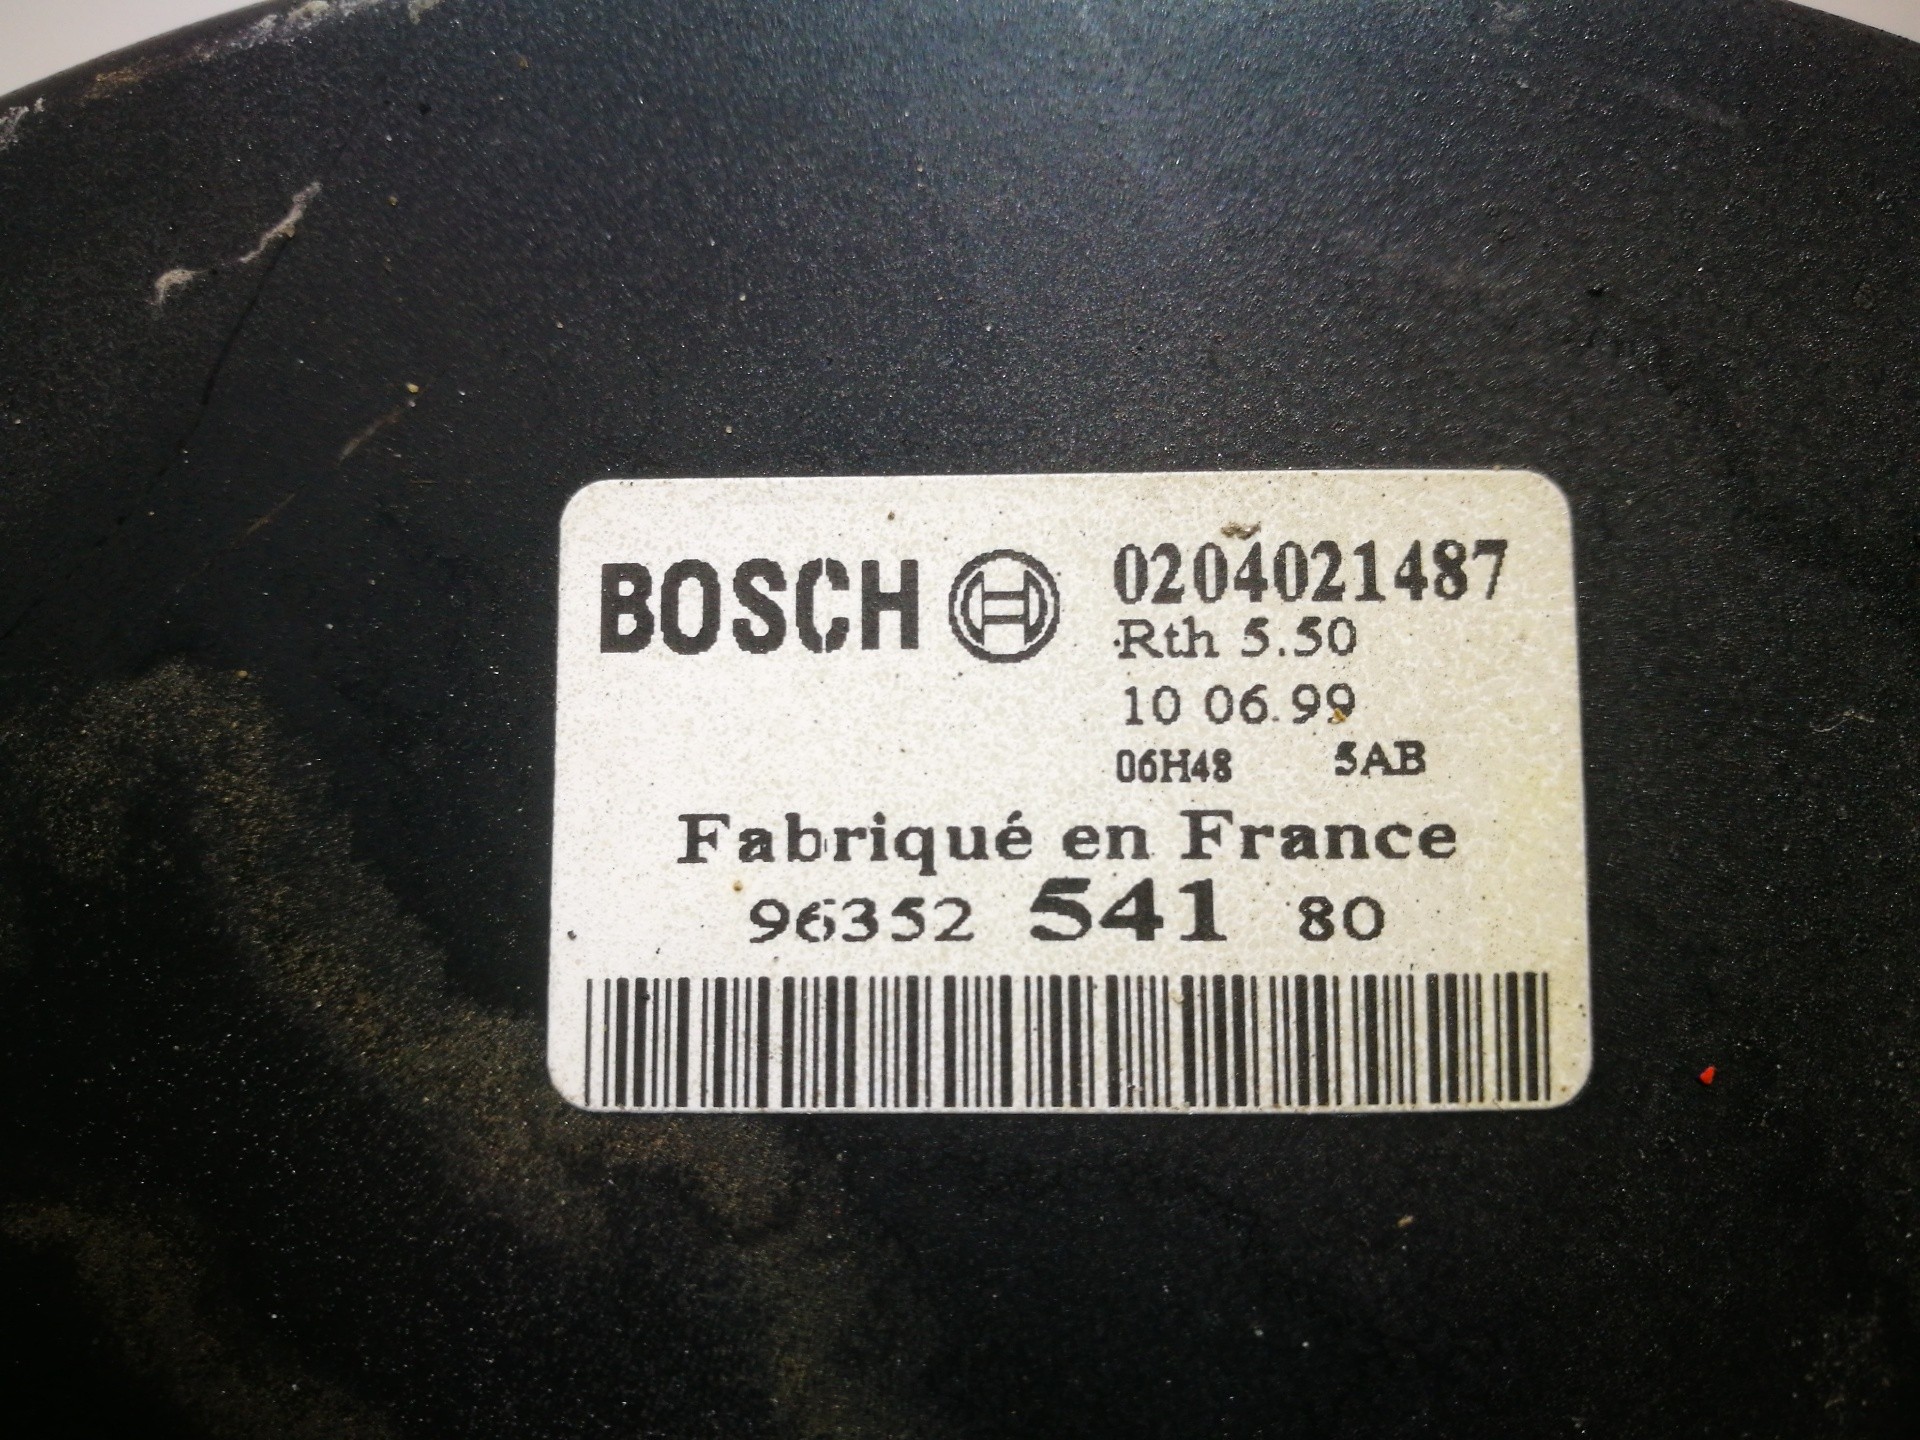 BOSCH 0204021487
Rth 5.50
10 06.99
06H48 5AB
Fabriqué en France
96352 541 80